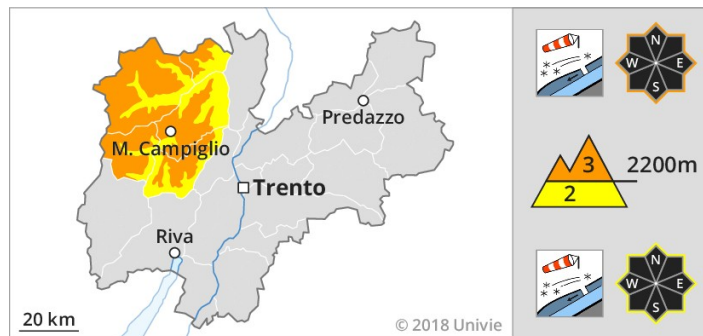 M. Campiglio
Predazzo
Trento
Riva
20 km
© 2018 Univie
N
W E
S
3
2200m
2
N
W E
S